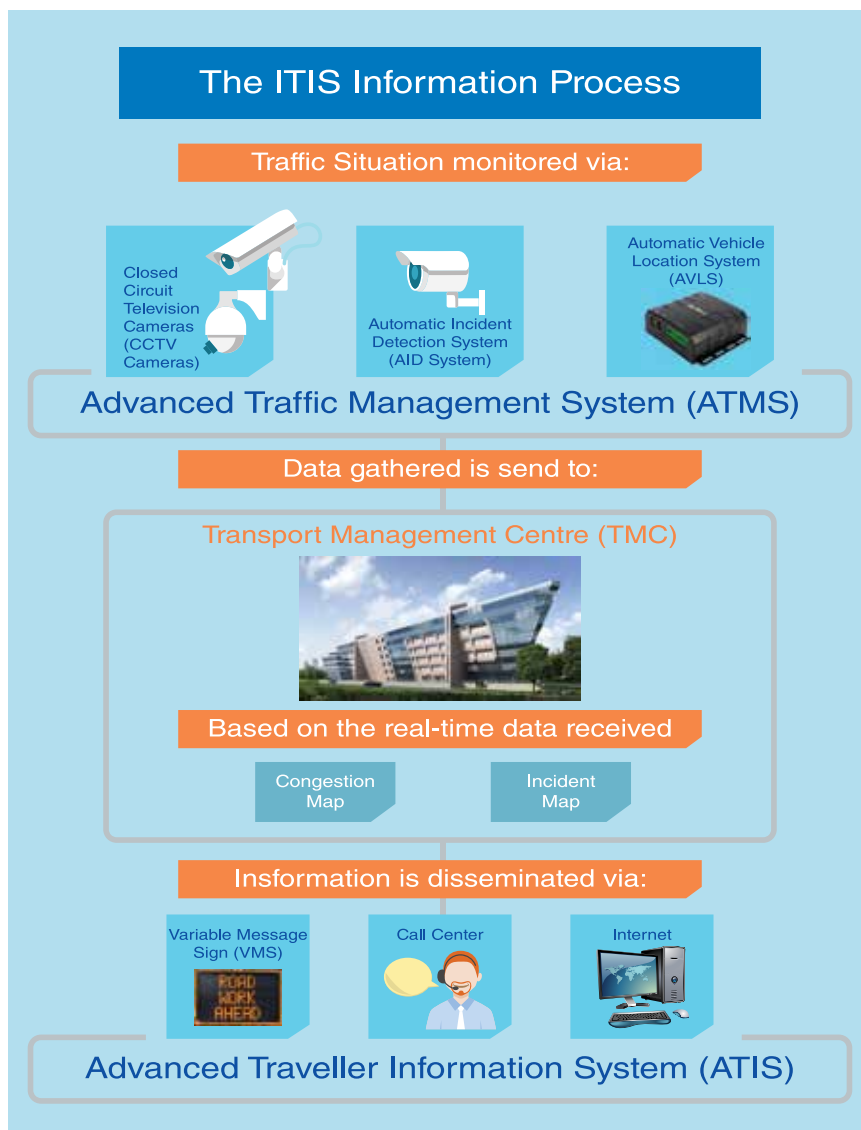 The ITIS Information Process
Traffic Situation monitored via:
Closed
Circuit
Television
Cameras
(CCTV
Cameras)
Automatic Incident
Detection System
(AID System)
Automatic Vehicle
Location System
(AVLS)
Advanced Traffic Management System (ATMS)
Data gathered is send to:
Transport Management Centre (TMC)
Based on the real-time data received
Congestion
Map
Incident
Map
Insformation is disseminated via:
Variable Message
Sign (VMS)
ROAD
WORK
AHEAD
Call Center
Internet
Advanced Traveller Information System (ATIS)